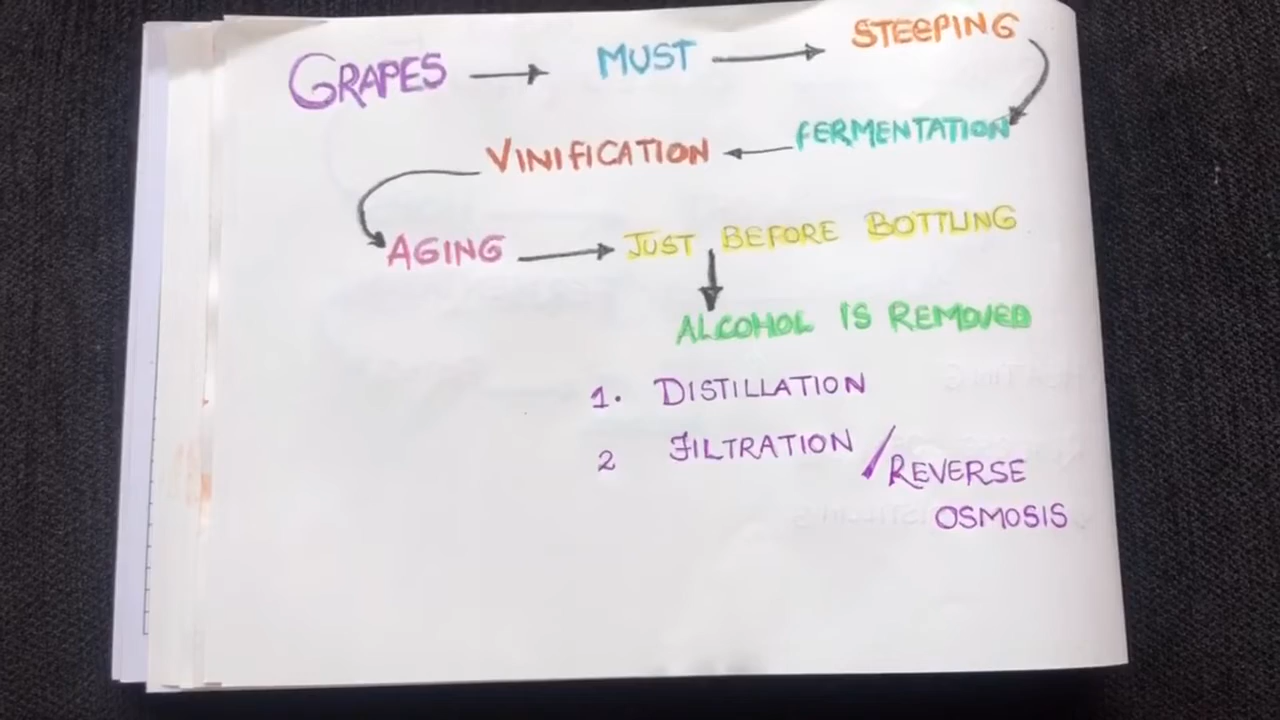 GRAPES → MUST → STEEPING
VINIFICATION ← FERMENTATION
AGING → JUST BEFORE BOTTLING
ALCOHOL IS REMOVED
1. DISTILLATION
2 FILTRATION / REVERSE
OSMOSIS